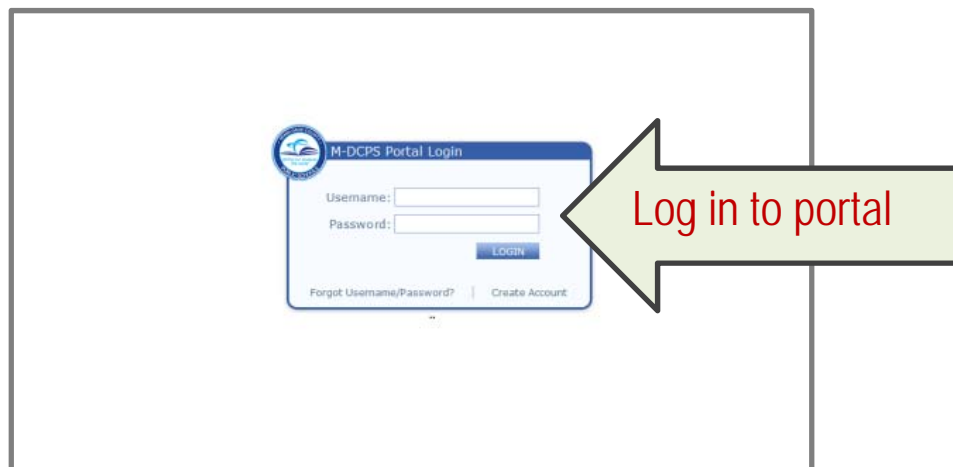 M-DCPS Portal Login
Username:
Password:
LOGIN
Forgot Username/Password? | Create Account
Log in to portal